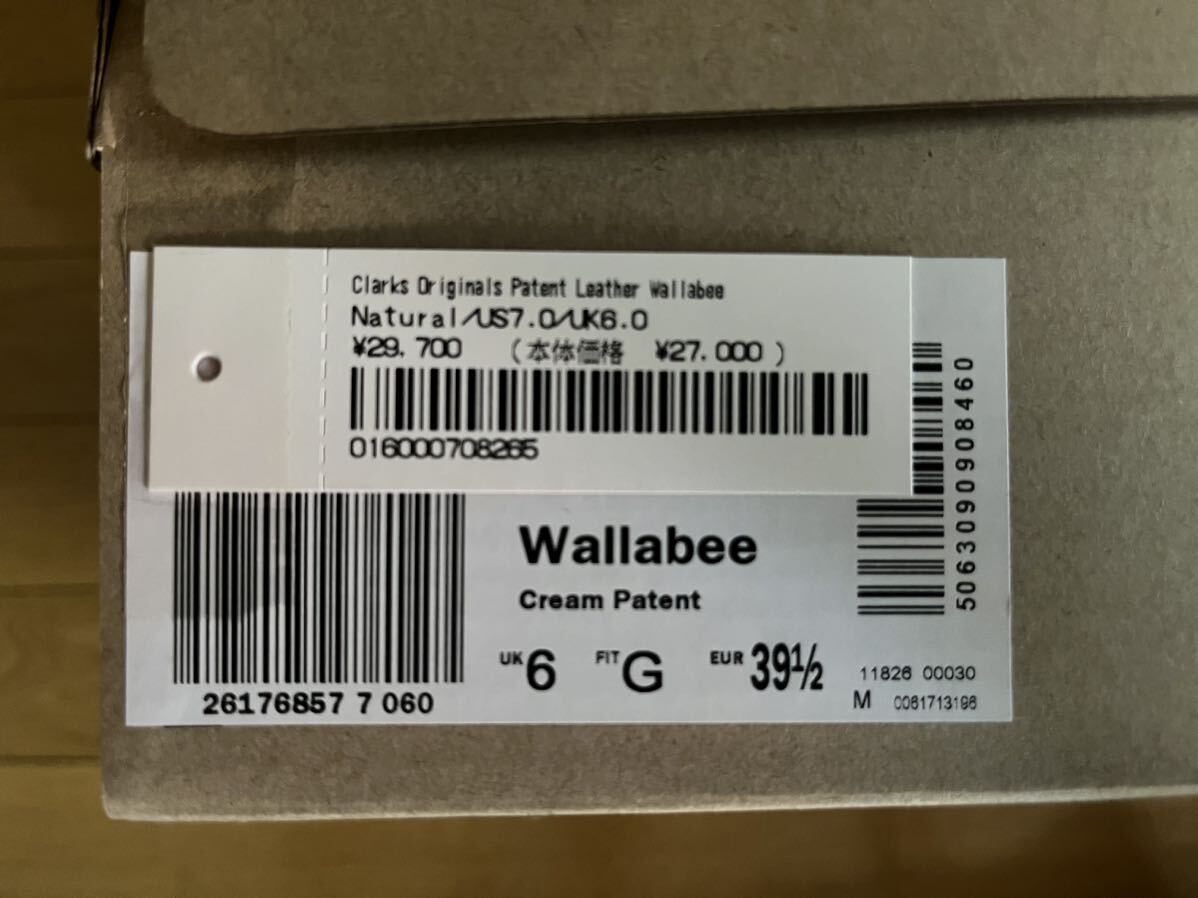 Clarks Originals Patent Leather Wallabee
Natural/US7.0/UK6.0
¥29,700 (本体価格 ¥27,000)
016000708265
5063090908460
Wallabee
Cream Patent
UK 6 FIT G EUR 39½
26176857 7 060
11826 00030
M 0061713196